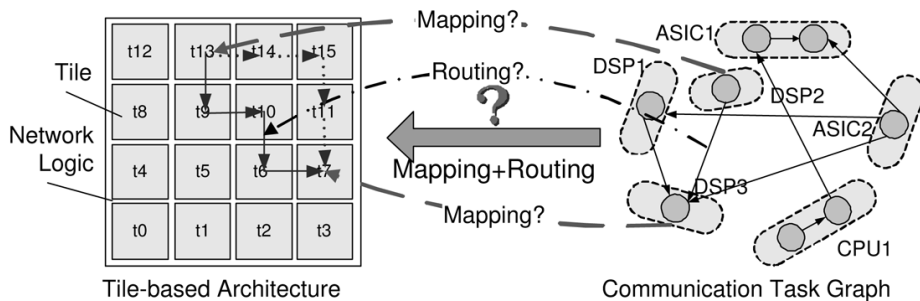 Mapping?
ASIC1
t12 t13 t14 t15
Tile
Routing?
DSP1
DSP2
?
t8 t9 t10 t11
ASIC2
Network
Logic
Mapping+Routing
t4 t5 t6 t7
DSP3
Mapping?
t0 t1 t2 t3
CPU1
Tile-based Architecture
Communication Task Graph